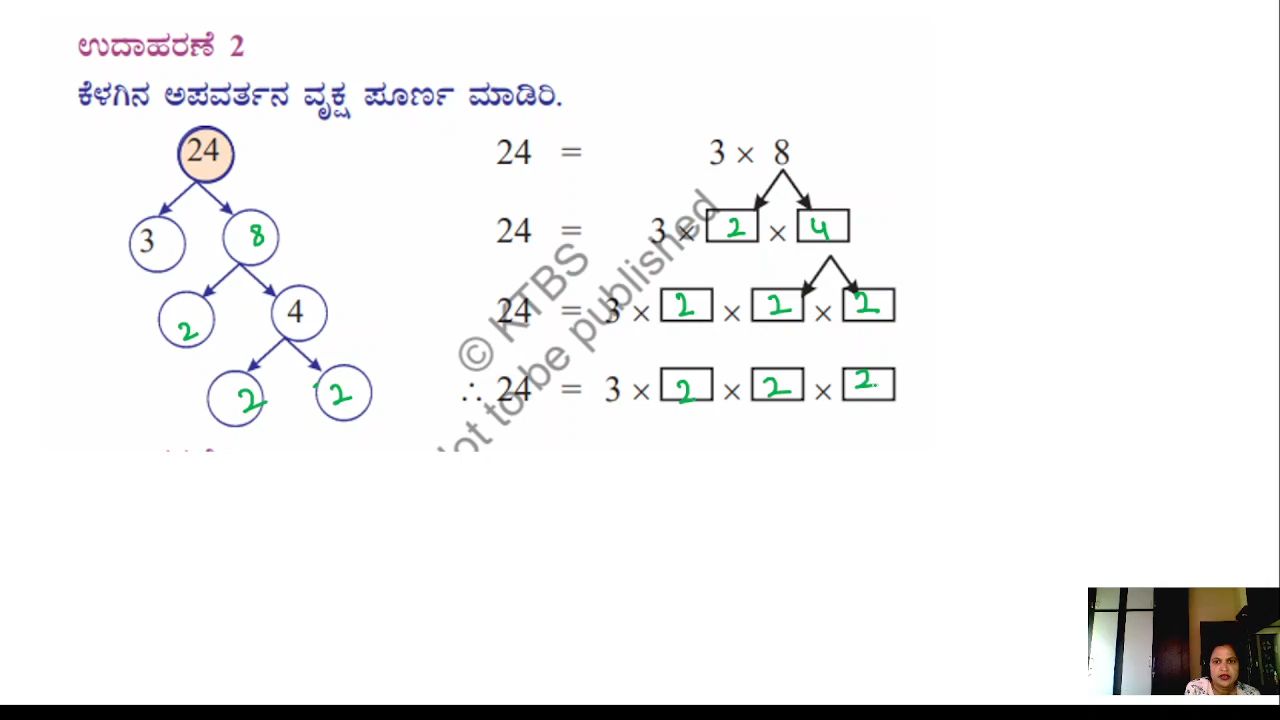 ಉದಾಹರಣೆ 2
ಕೆಳಗಿನ ಅಪವರ್ತನ ವೃಕ್ಷ ಪೂರ್ಣ ಮಾಡಿರಿ.
24
3 8
2 4
2 2
24 = 3 × 8
24 = 3 × 2 × 4
24 = 3 × 2 × 2 × 2
∴ 24 = 3 × 2 × 2 × 2
© KTBS
ot to be published